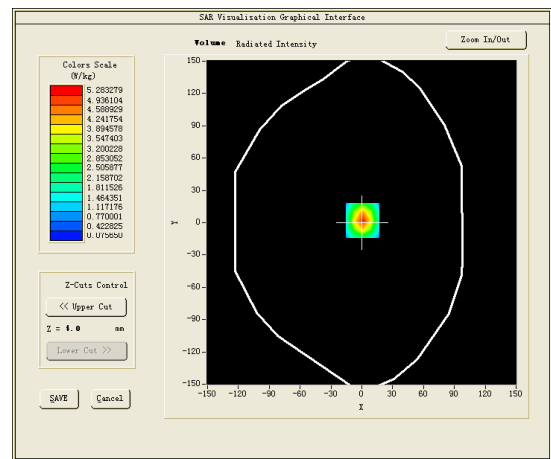 SAR Visualisation Graphical Interface
Volume Radiated Intensity
Zoom In/Out
Colors Scale
(W/kg)
5.283279
4.936104
4.588929
4.241754
3.894578
3.547403
3.200228
2.853052
2.505877
2.158702
1.811526
1.464351
1.117176
0.770001
0.422825
0.075650
150
120
90
60
30
0
-30
-60
-90
-120
-150
Y
-150 -120 -90 -60 -30 0 30 60 90 120 150
X
Z-Cuts Control
<< Upper Cut
Z = 4.0 mm
Lower Cut >>
SAVE Cancel